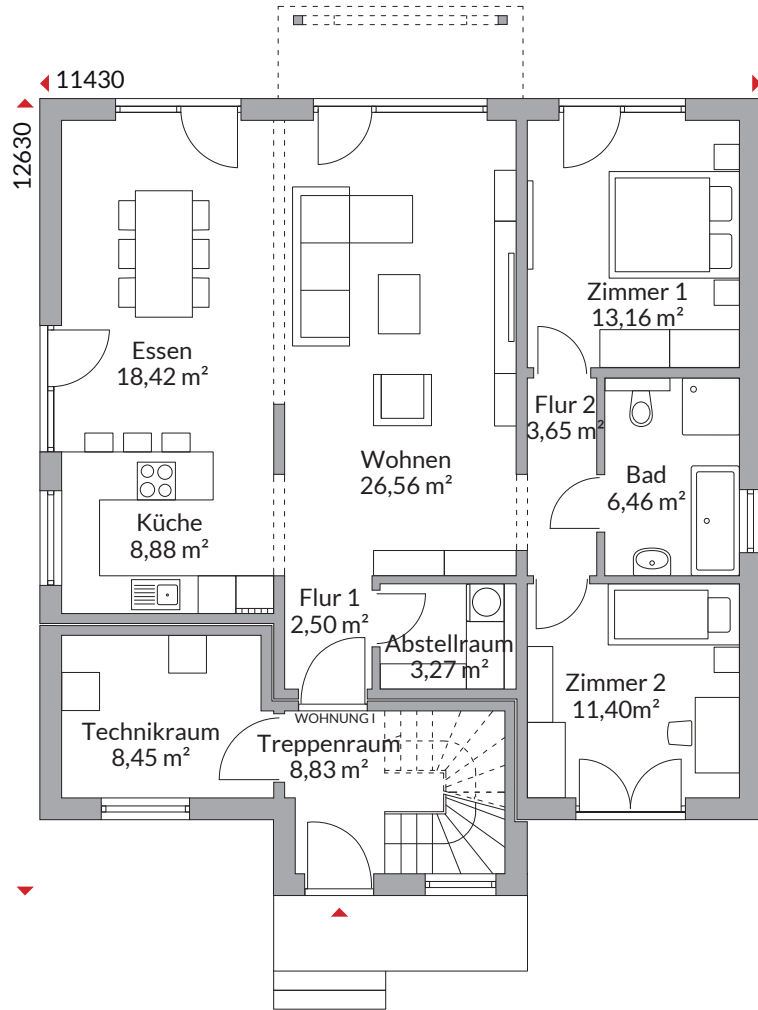 11430
12630
Zimmer 1
13,16 m²
Essen
18,42 m²
Flur 2
3,65 m²
Wohnen
26,56 m²
Bad
6,46 m²
Küche
8,88 m²
Flur 1
2,50 m²
Abstellraum
3,27 m²
Zimmer 2
11,40m²
WOHNUNG I
Technikraum
8,45 m²
Treppenraum
8,83 m²